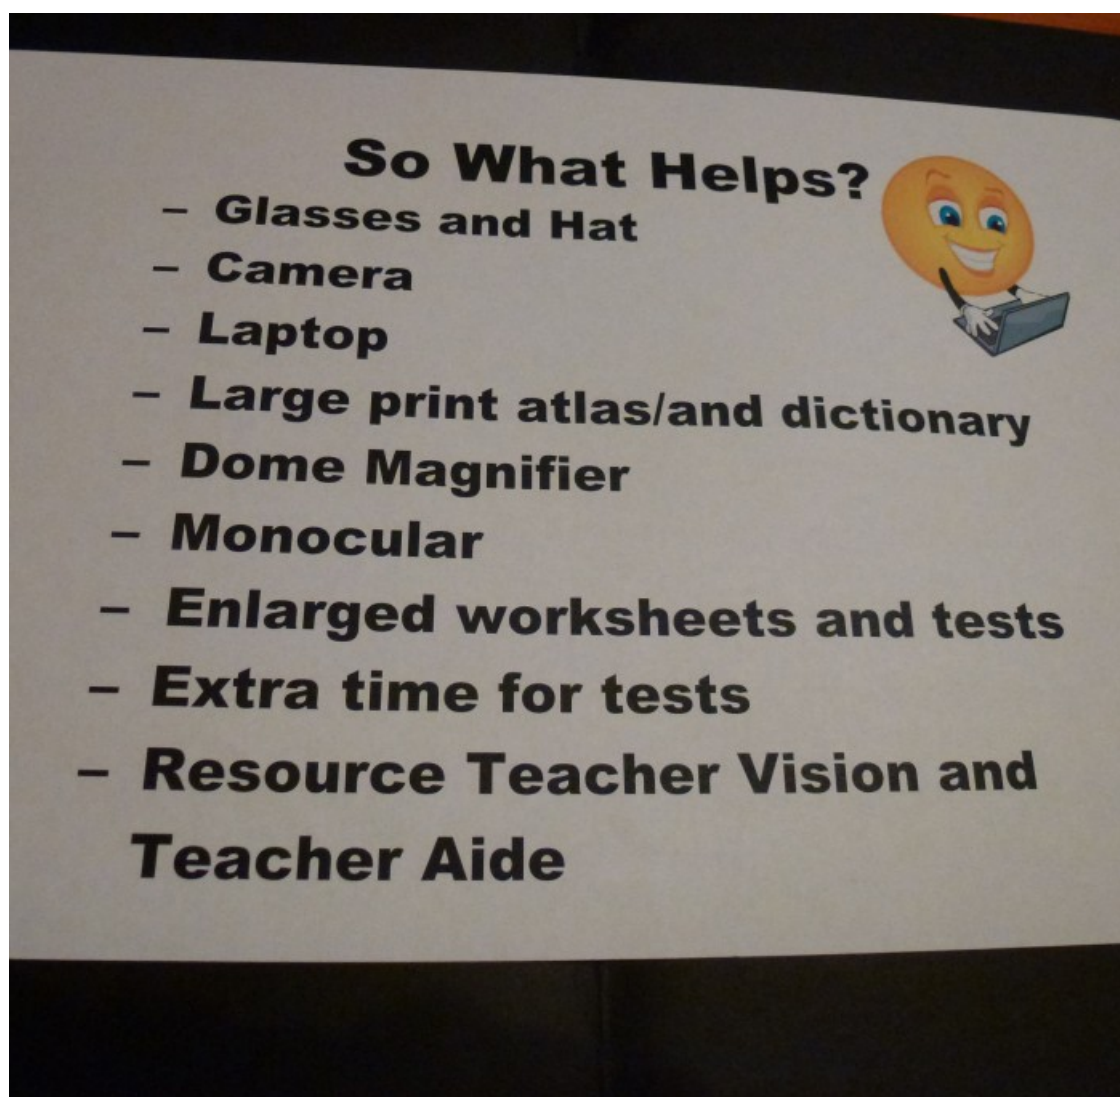 So What Helps?
– Glasses and Hat
– Camera
– Laptop
– Large print atlas/and dictionary
– Dome Magnifier
– Monocular
– Enlarged worksheets and tests
– Extra time for tests
– Resource Teacher Vision and
Teacher Aide